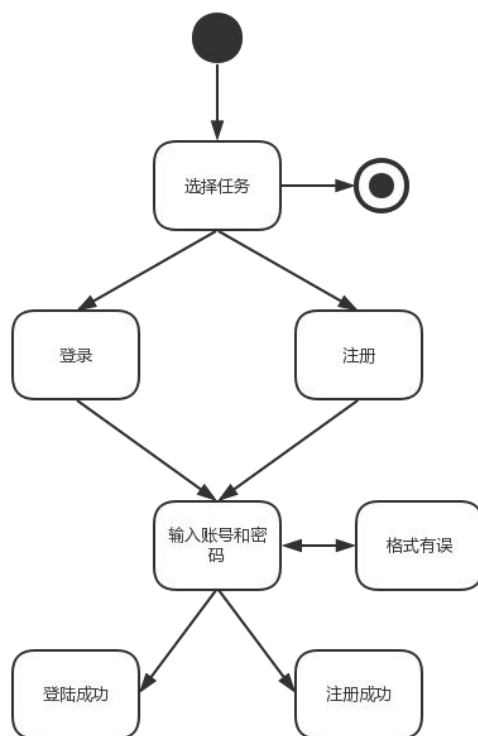 选择任务
登录
注册
输入账号和密
码
格式有误
登陆成功
注册成功